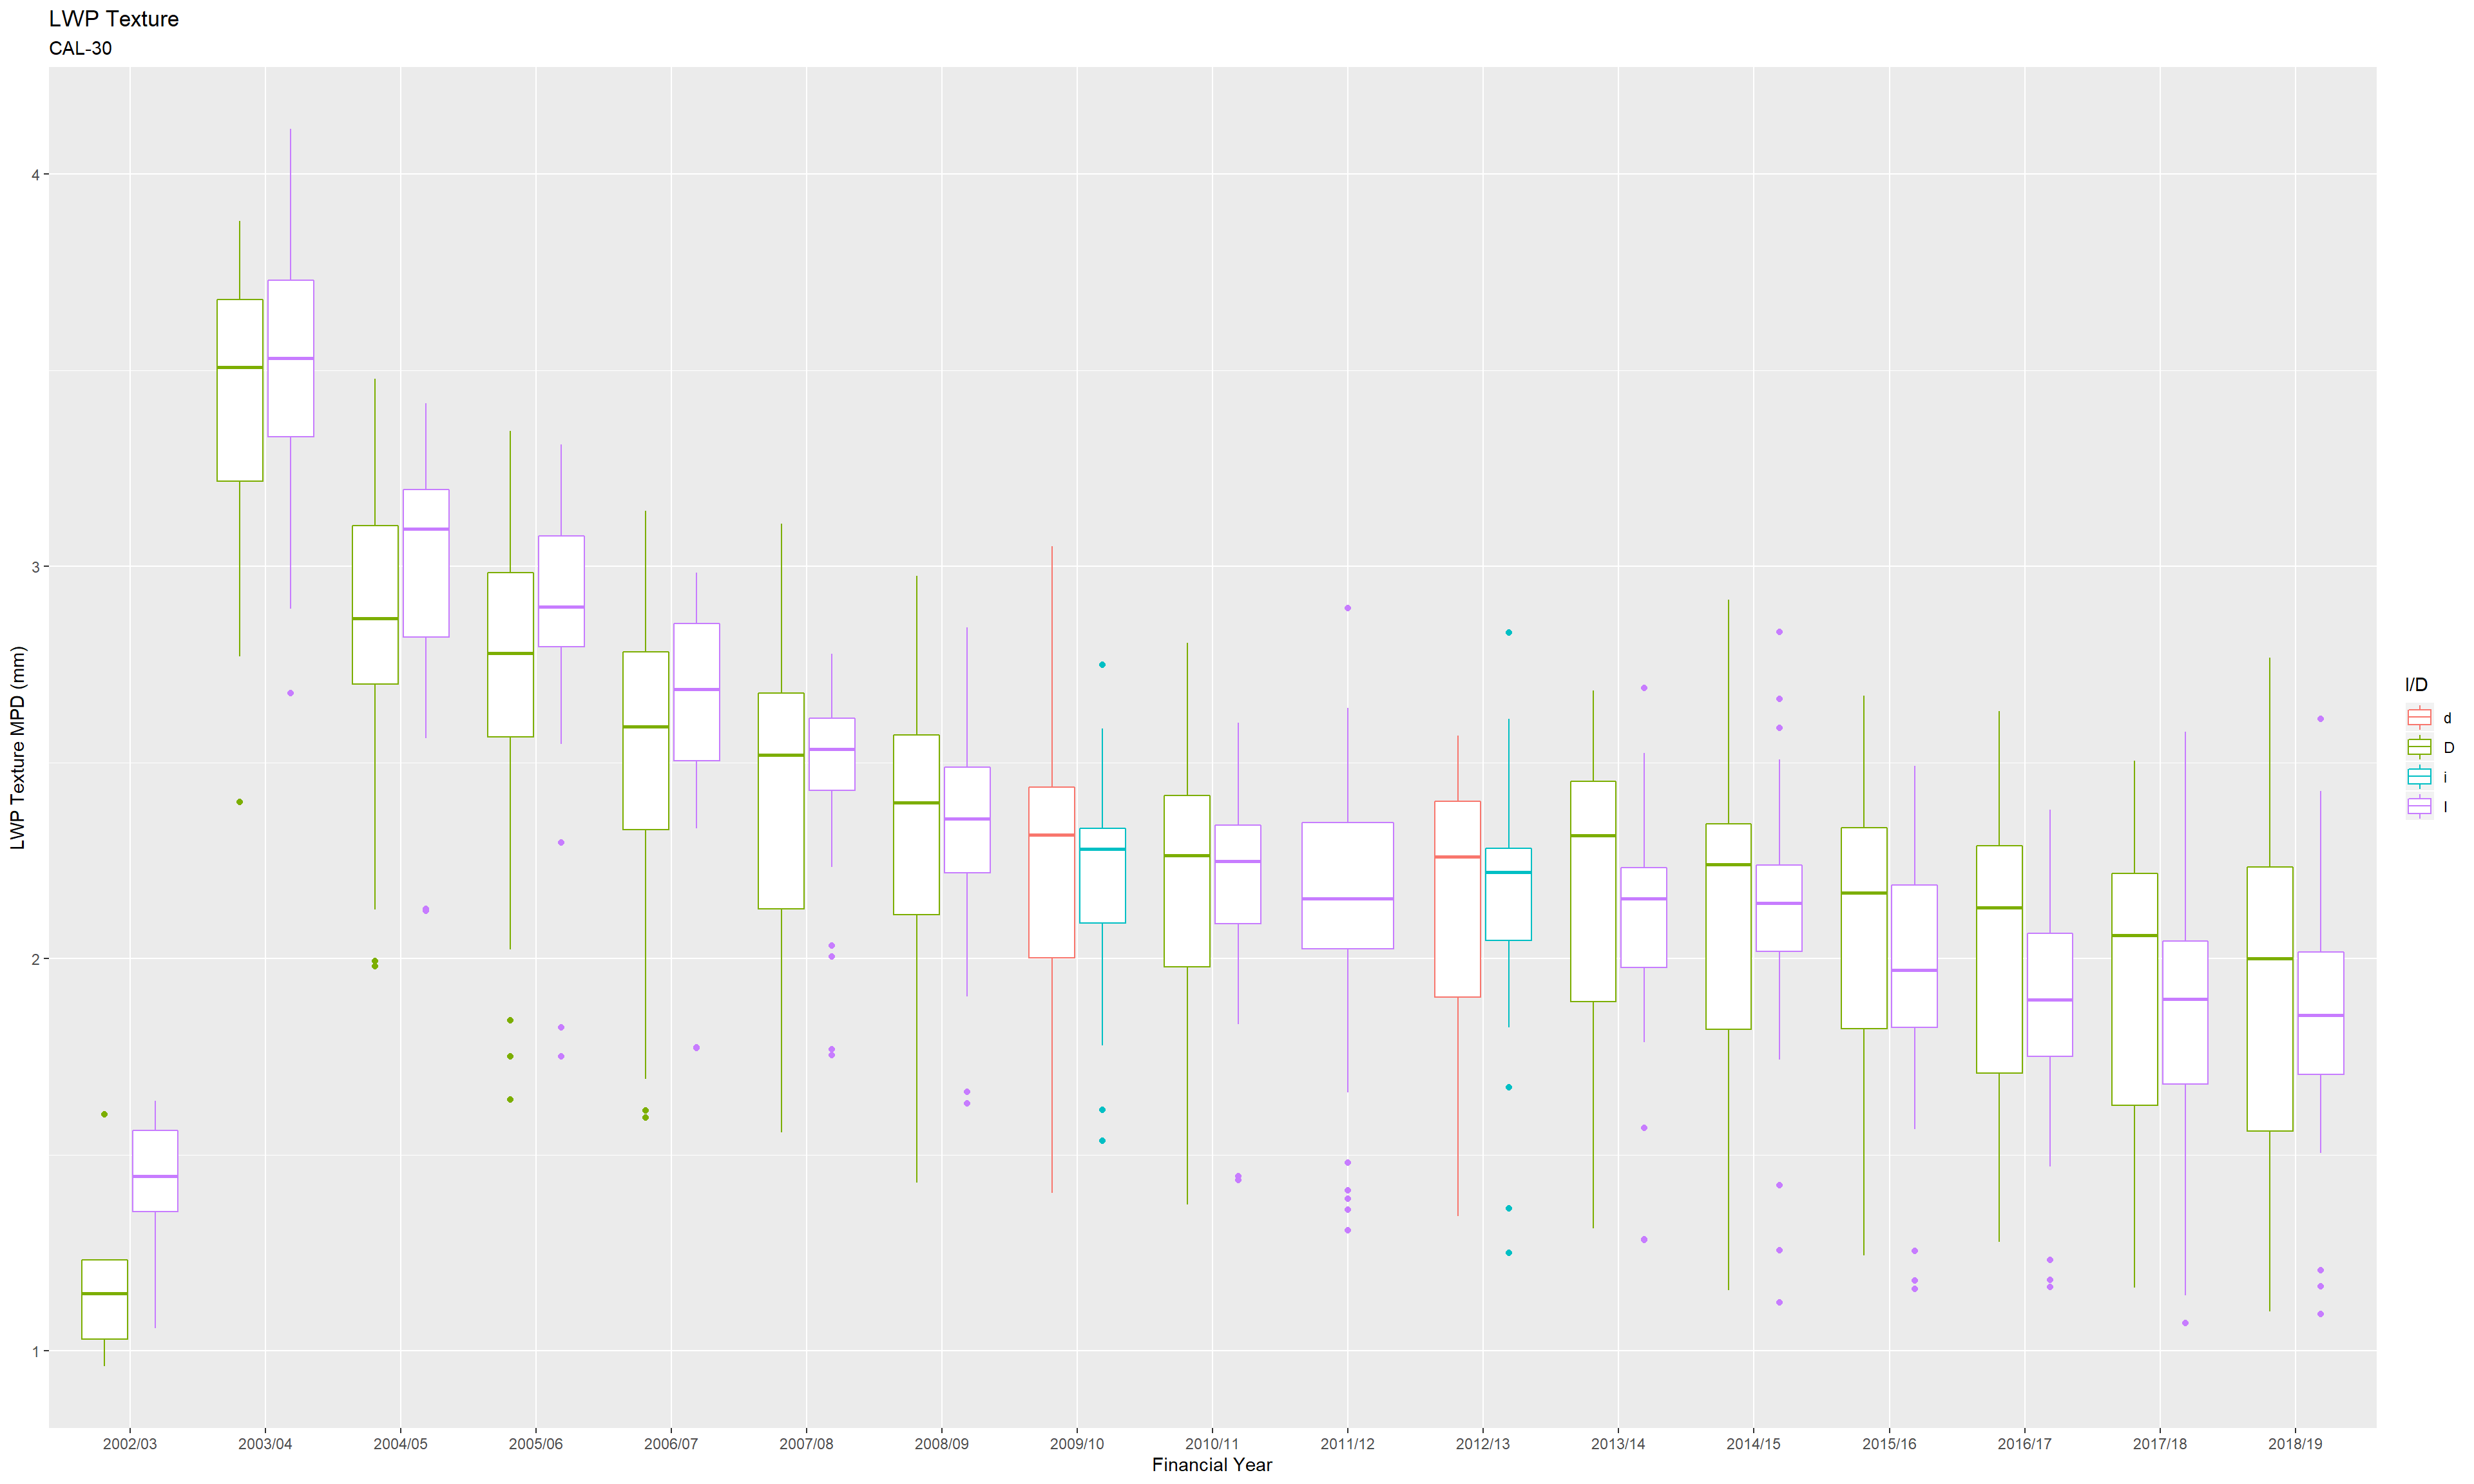 LWP Texture
CAL-30
LWP Texture MPD (mm)
4
3
2
1
2002/03 2003/04 2004/05 2005/06 2006/07 2007/08 2008/09 2009/10 2010/11 2011/12 2012/13 2013/14 2014/15 2015/16 2016/17 2017/18 2018/19
Financial Year
I/D
d
D
i
I